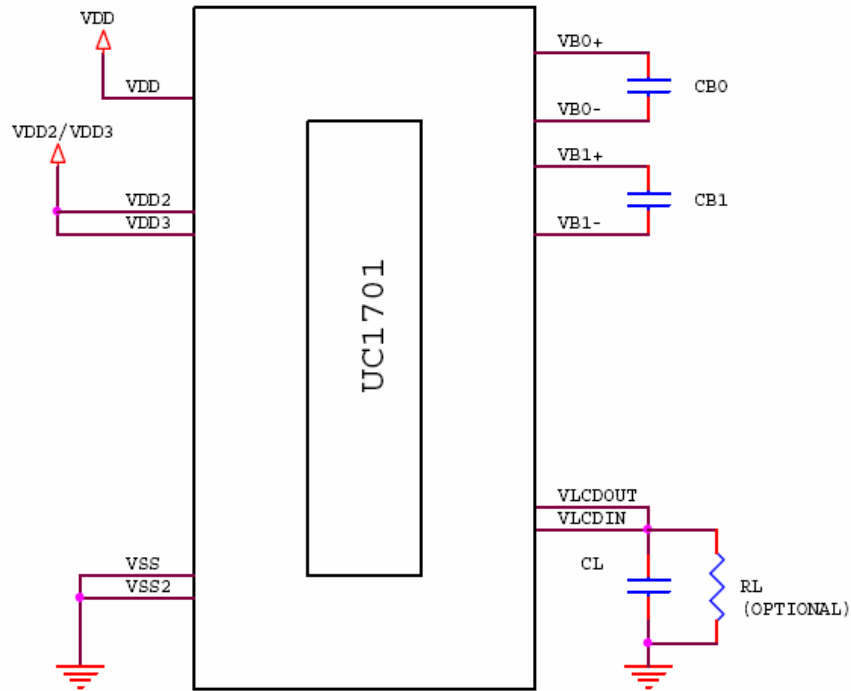 VDD
VDD
VDD2/VDD3
VDD2
VDD3
VSS
VSS2
UC1701
VB0+
CB0
VB0-
VB1+
CB1
VB1-
VLCDOUT
VLCDIN
CL
RL
(OPTIONAL)